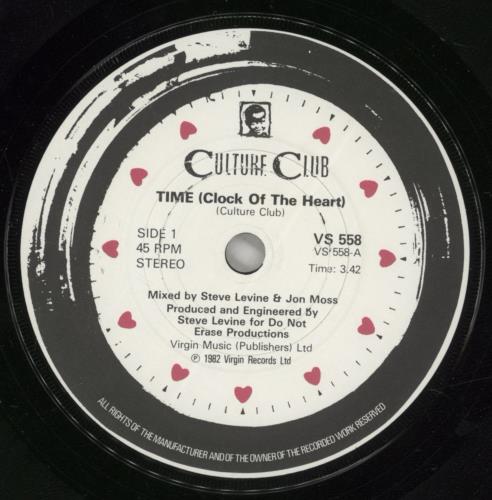 CULTURE CLUB
TIME (Clock Of The Heart)
(Culture Club)
SIDE 1
45 RPM
STEREO
VS 558
VS 558-A
Time: 3.42
Mixed by Steve Levine & Jon Moss
Produced and Engineered by
Steve Levine for Do Not
Erase Productions
Virgin Music (Publishers) Ltd
℗ 1982 Virgin Records Ltd
ALL RIGHTS OF THE MANUFACTURER AND OF THE OWNER OF THE RECORDED WORK RESERVED